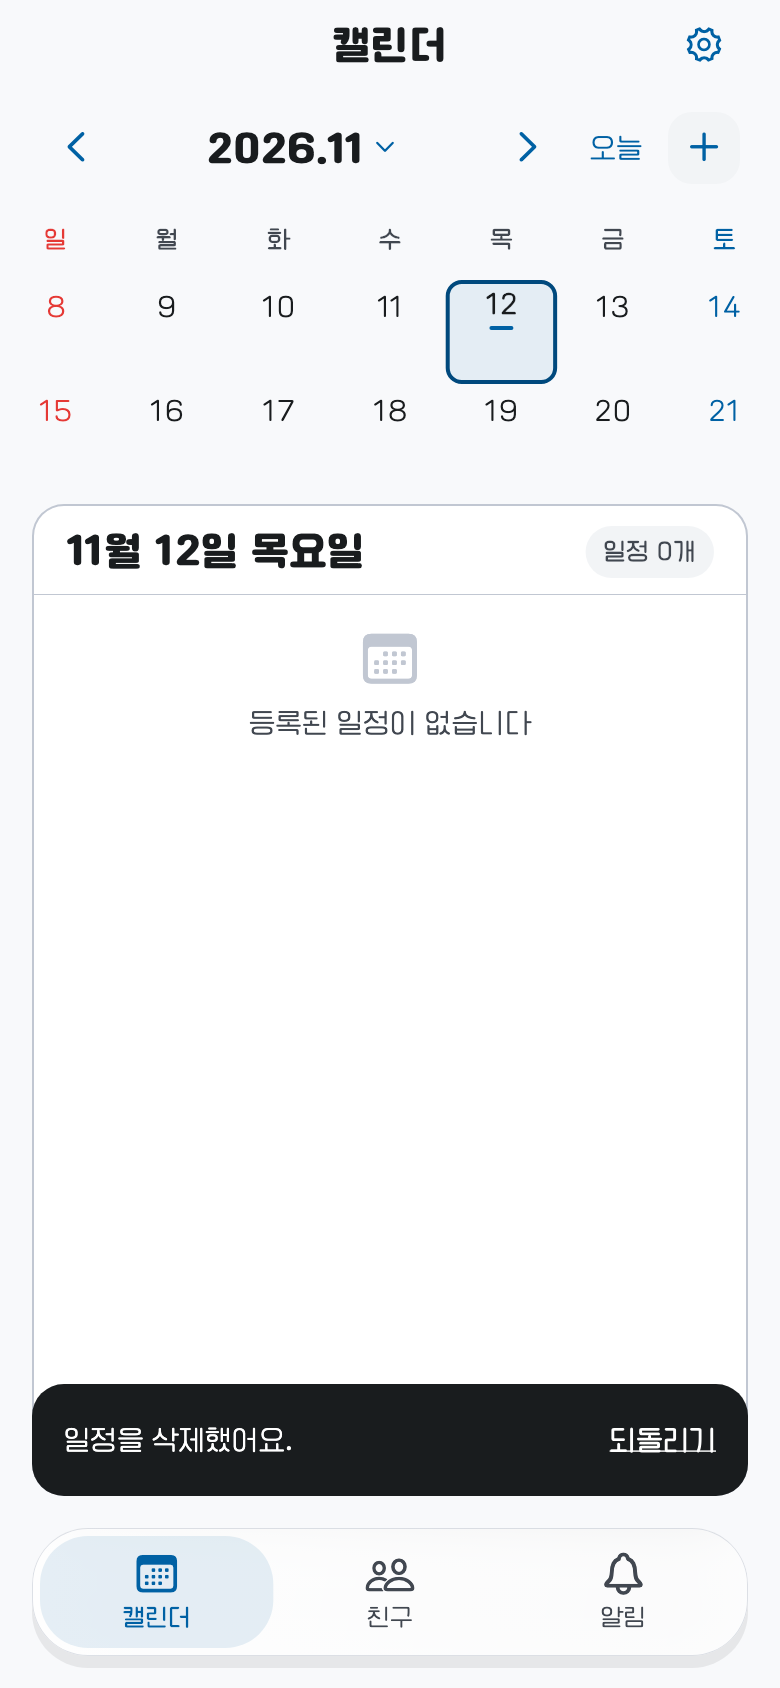 캘린더
2026.11
오늘
일 월 화 수 목 금 토
8 9 10 11 12 13 14
15 16 17 18 19 20 21
11월 12일 목요일
일정 0개
등록된 일정이 없습니다
일정을 삭제했어요.
되돌리기
캘린더 친구 알림